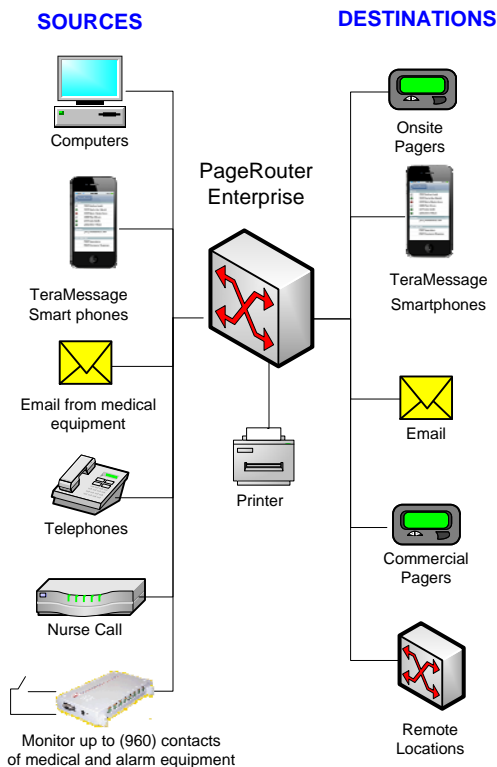 SOURCES
DESTINATIONS
Computers
Onsite
Pagers
PageRouter
Enterprise
TeraMessage
Smart phones
TeraMessage
Smartphones
Email from medical
equipment
Email
Printer
Telephones
Commercial
Pagers
Nurse Call
Remote
Locations
Monitor up to (960) contacts
of medical and alarm equipment